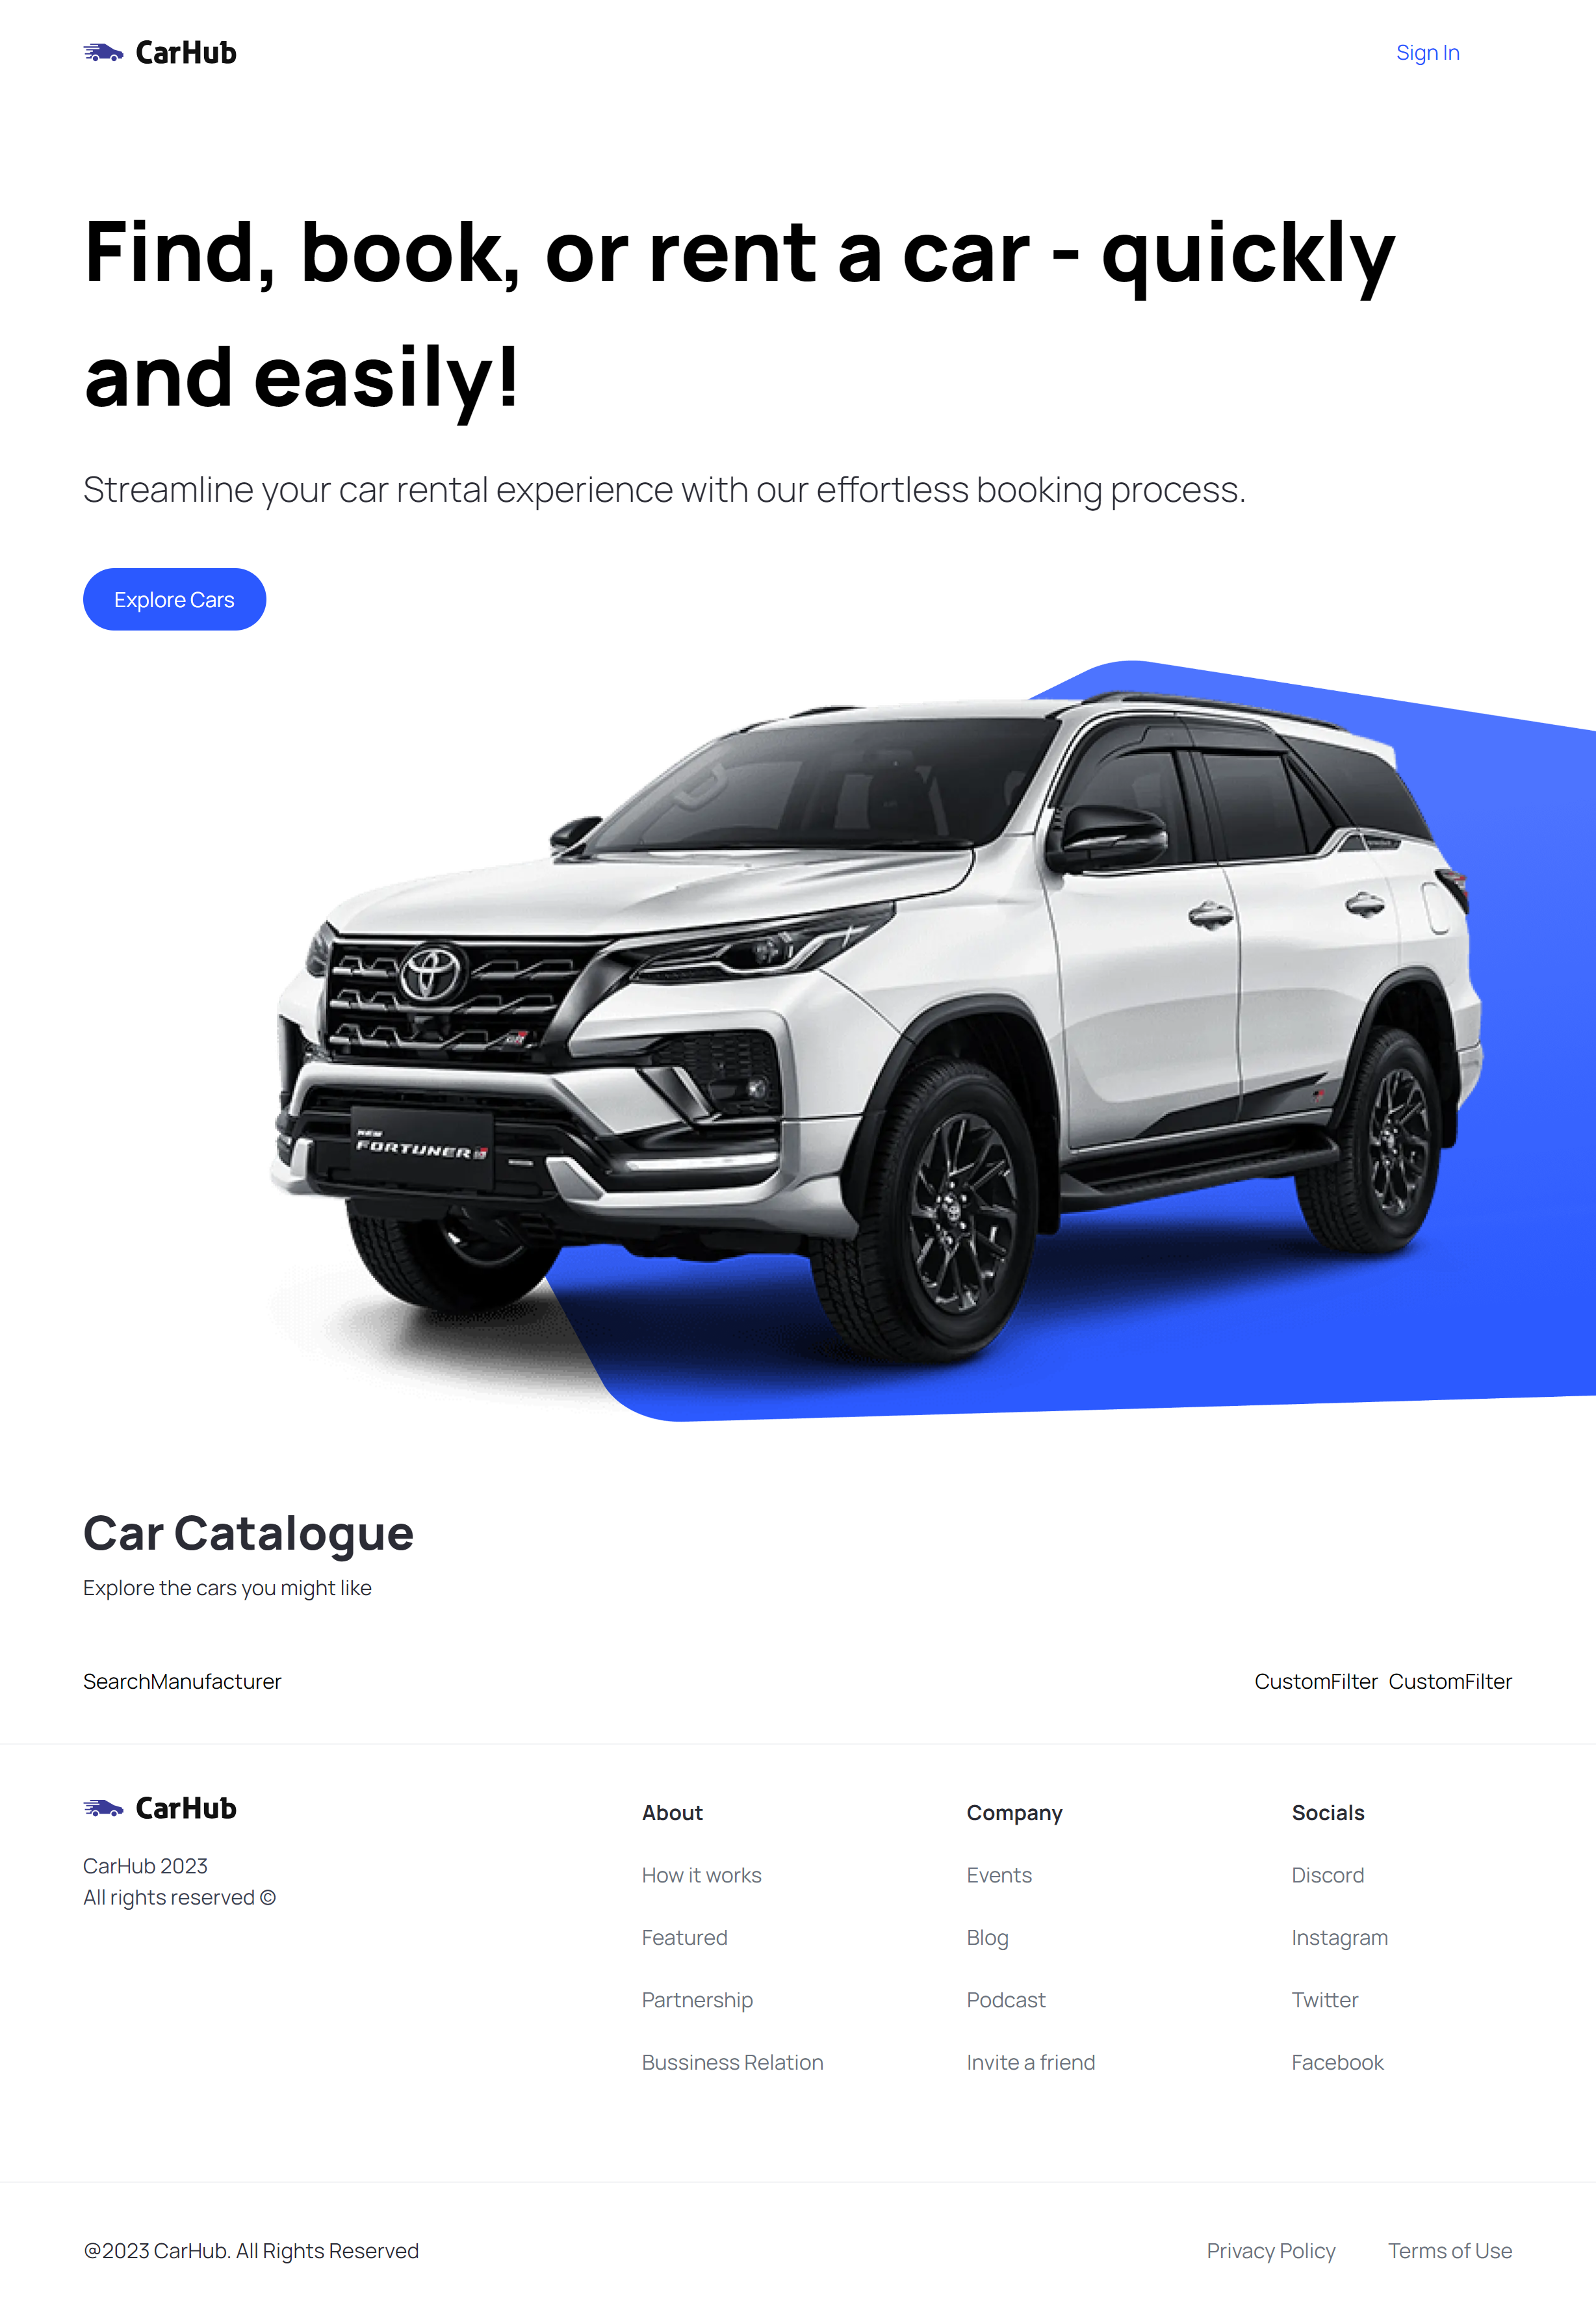 CarHub
Sign In
Find, book, or rent a car - quickly
and easily!
Streamline your car rental experience with our effortless booking process.
Explore Cars
NEW
FORTUNER GR
Car Catalogue
Explore the cars you might like
SearchManufacturer
CustomFilter CustomFilter
CarHub
CarHub 2023
All rights reserved ©
About
How it works
Featured
Partnership
Bussiness Relation
Company
Events
Blog
Podcast
Invite a friend
Socials
Discord
Instagram
Twitter
Facebook
@2023 CarHub. All Rights Reserved
Privacy Policy
Terms of Use